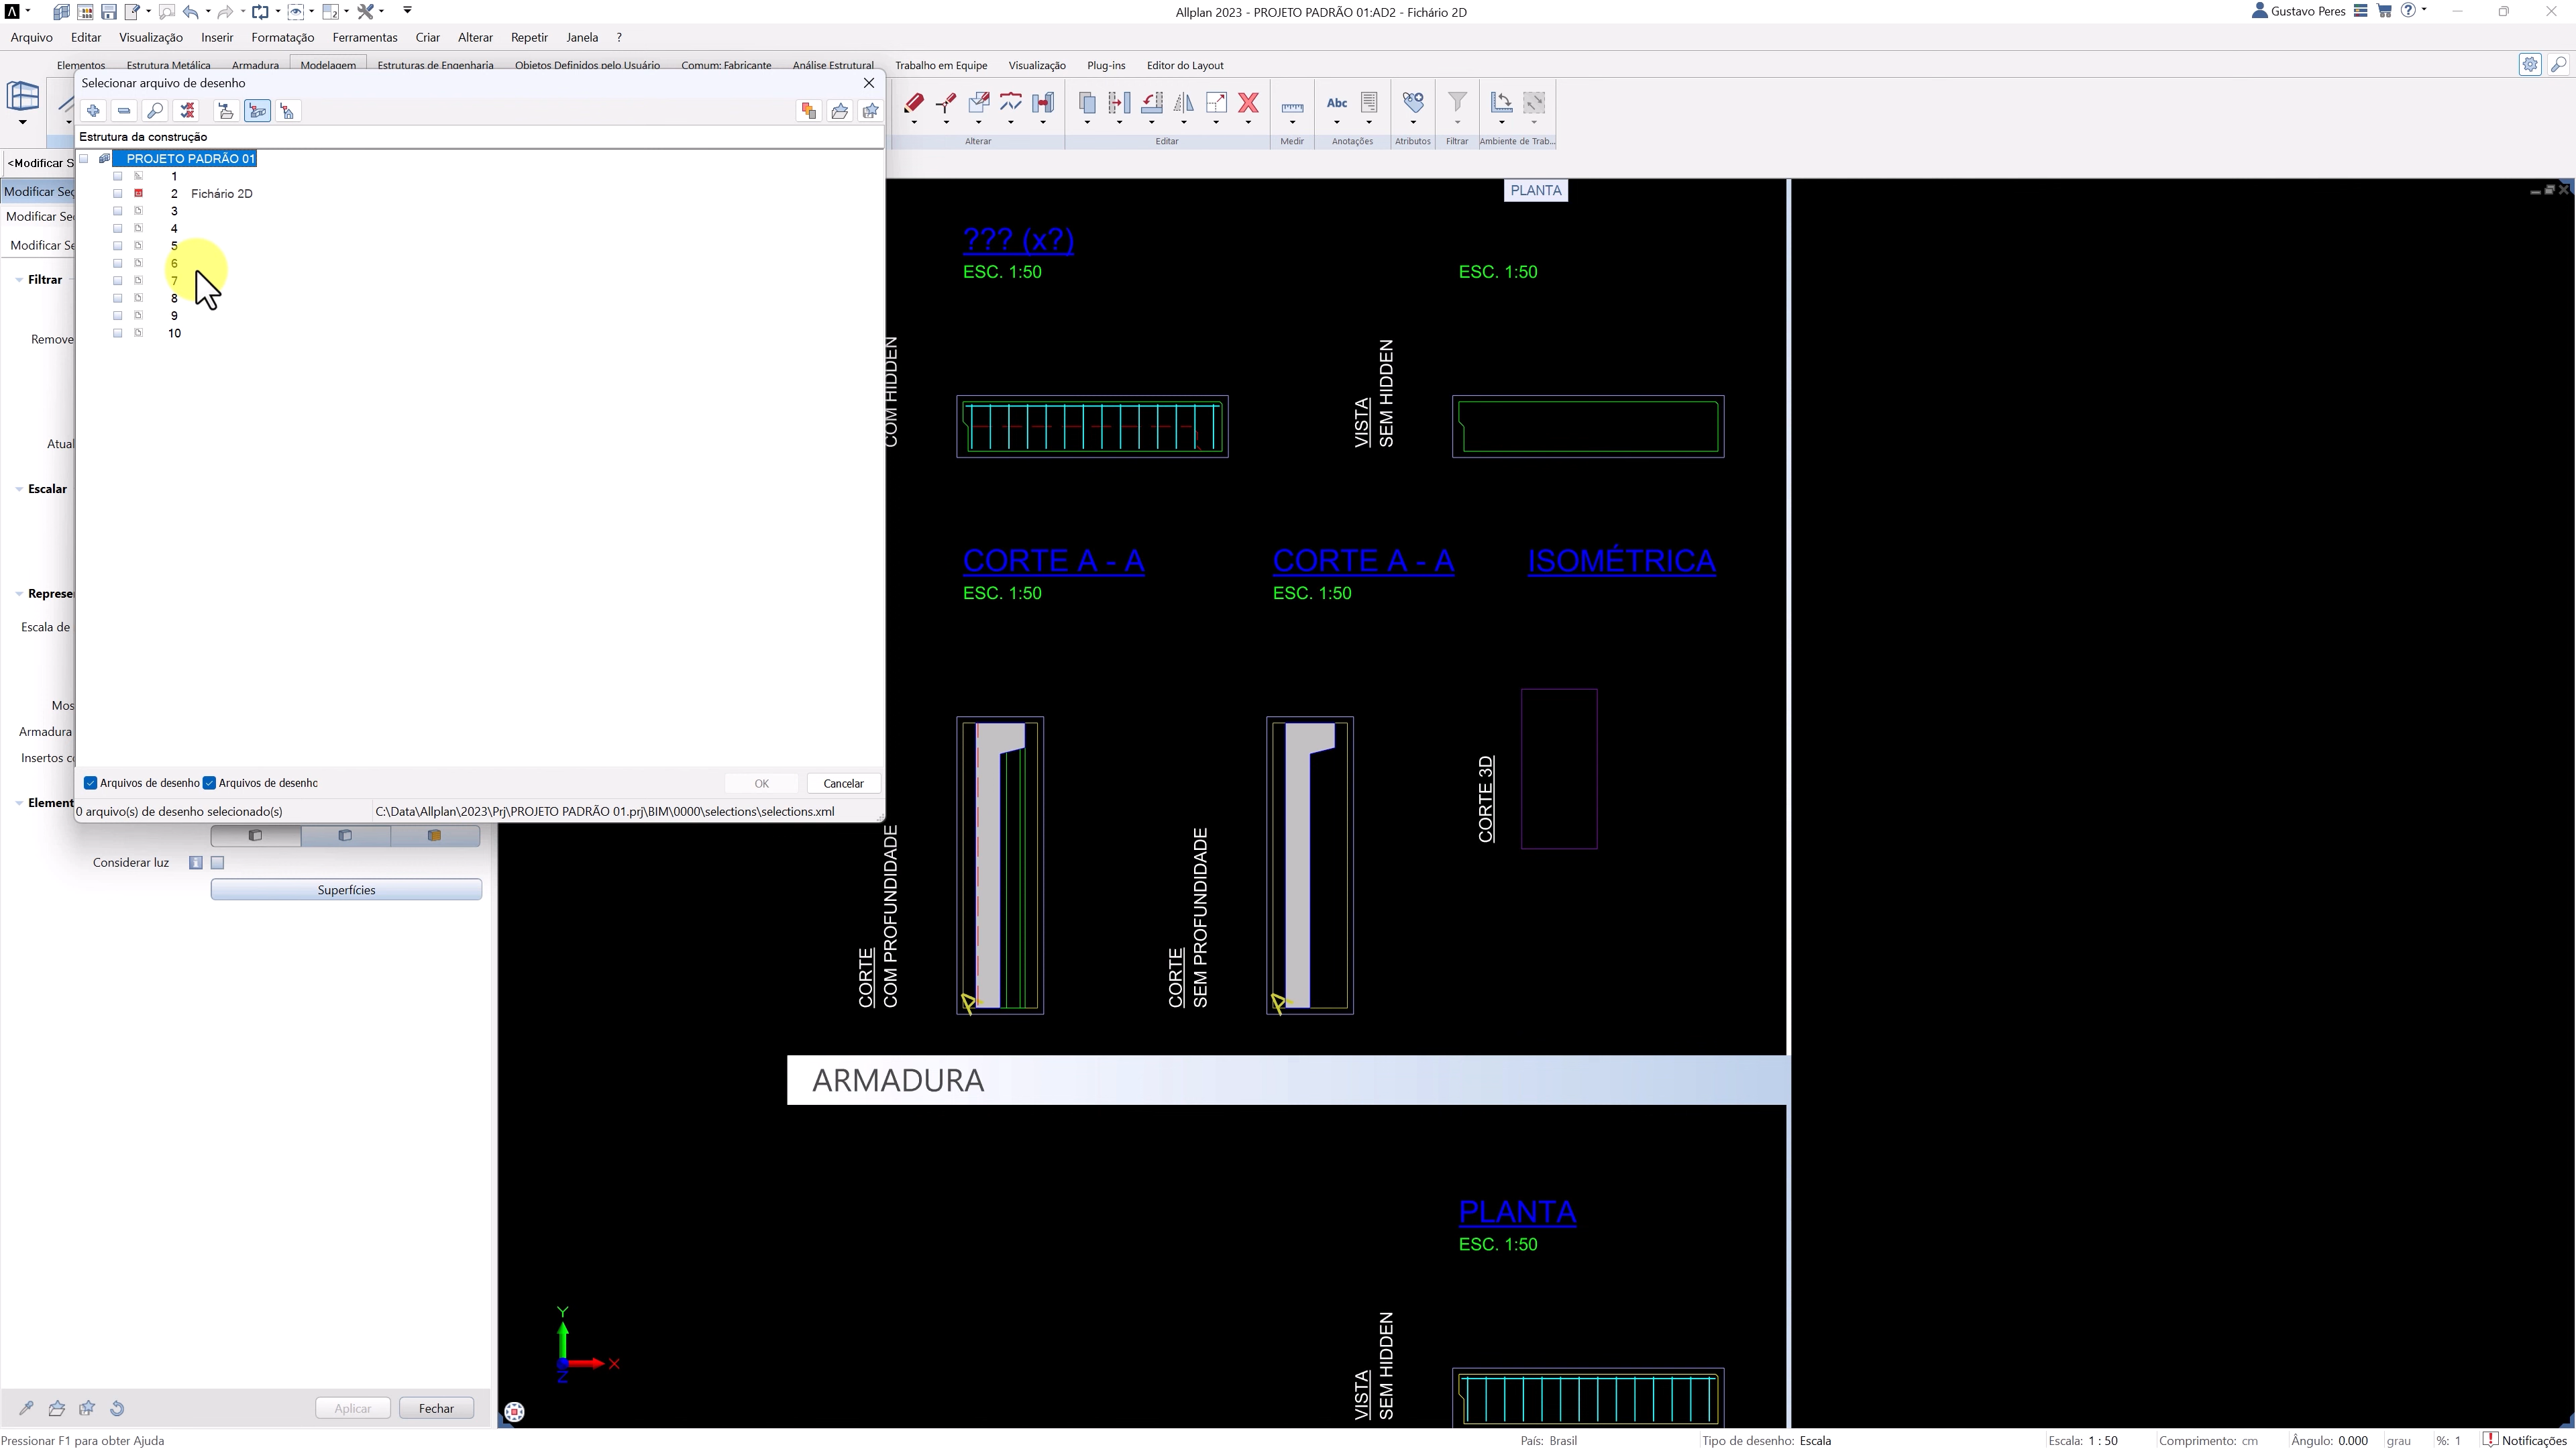 Allplan 2023 - PROJETO PADRÃO 01:AD2 - Fichário 2D
Gustavo Peres
Arquivo Editar Visualização Inserir Formatação Ferramentas Criar Alterar Repetir Janela ?
Elementos Estrutura Metálica Armadura Modelagem Estruturas de Engenharia Objetos Definidos pelo Usuário Comum: Fabricante Análise Estrutural Trabalho em Equipe Visualização Plug-ins Editor do Layout
Selecionar arquivo de desenho
Abc
Alterar Editar Medir Anotações Atributos Filtrar Ambiente de Trab...
Estrutura da construção
<Modificar S
PROJETO PADRÃO 01
1
2 Fichário 2D
3
4
5
6
7
8
9
10
Modificar Seç
Modificar Se
Modificar Se
Filtrar
Remove
Atual
Escalar
Represe
Escala de
Mos
Armadura
Insertos c
Element
Arquivos de desenho
Arquivos de desenho
OK
Cancelar
0 arquivo(s) de desenho selecionado(s)
C:\Data\Allplan\2023\Prj\PROJETO PADRÃO 01.prj\BIM\0000\selections\selections.xml
Considerar luz
Superfícies
Aplicar
Fechar
PLANTA
??? (x?)
ESC. 1:50
ESC. 1:50
COM HIDDEN
VISTA
SEM HIDDEN
CORTE A - A
ESC. 1:50
CORTE A - A
ESC. 1:50
ISOMÉTRICA
CORTE
COM PROFUNDIDADE
A
CORTE
SEM PROFUNDIDADE
A
CORTE 3D
ARMADURA
PLANTA
ESC. 1:50
VISTA
SEM HIDDEN
Y
X
Z
Pressionar F1 para obter Ajuda
País: Brasil
Tipo de desenho: Escala
Escala: 1 : 50
Comprimento: cm
Ângulo: 0.000 grau
%: 1
Notificações